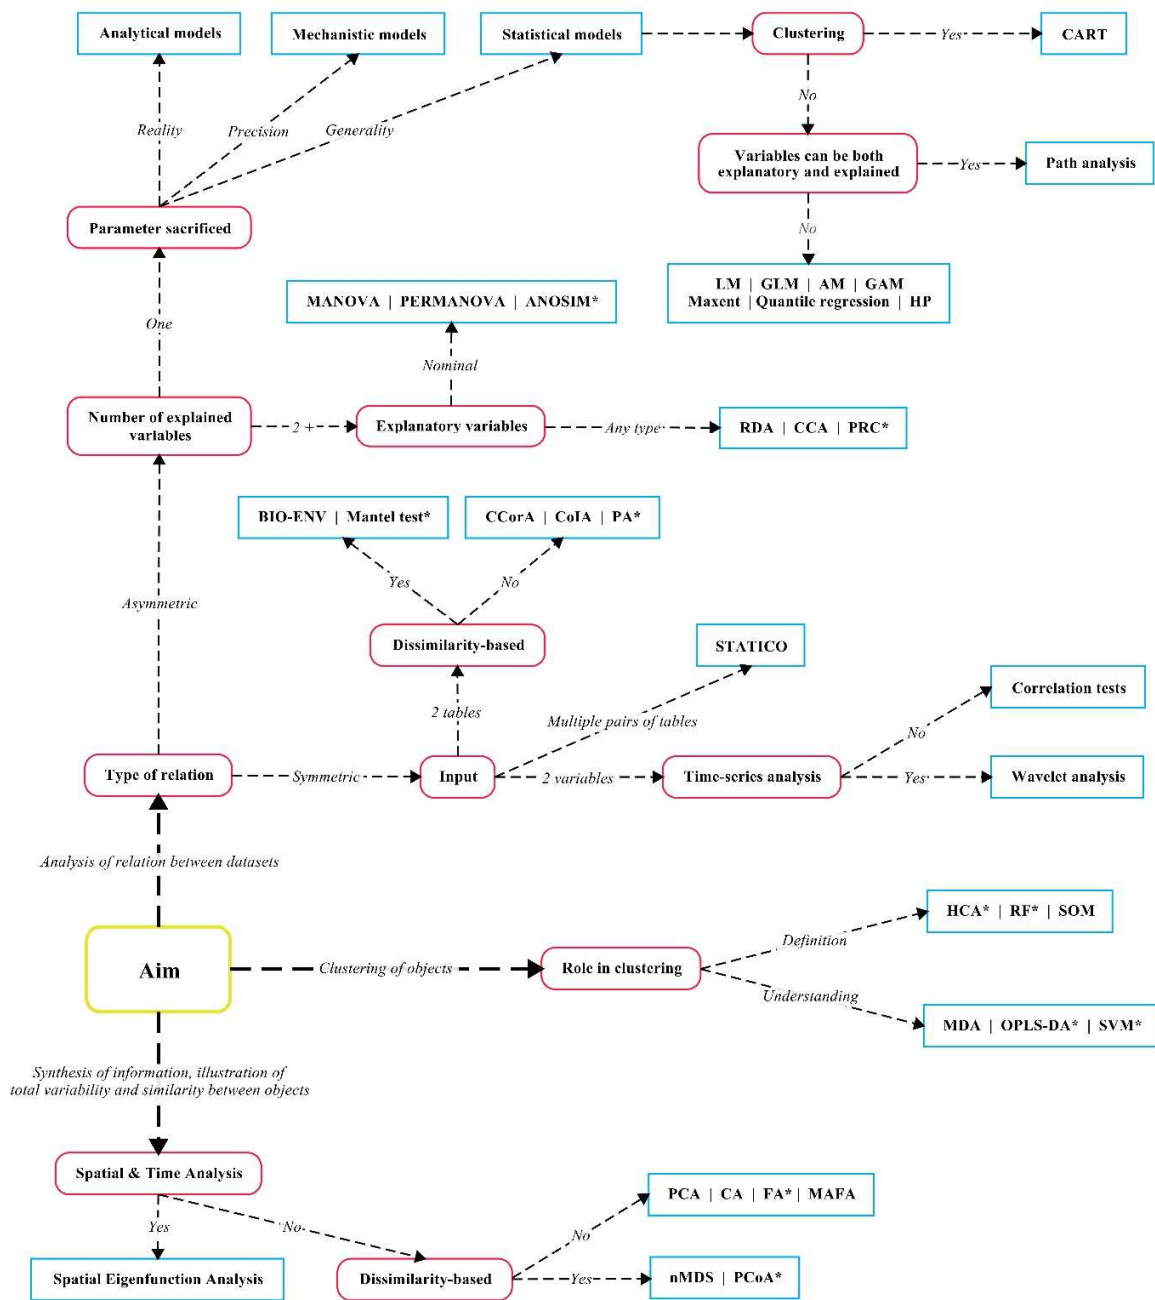 Analytical models
Mechanistic models
Statistical models
Clustering
Yes
CART
No
Reality
Precision
Generality
Variables can be both
explanatory and explained
Yes
Path analysis
No
Parameter sacrificed
LM | GLM | AM | GAM
Maxent | Quantile regression | HP
MANOVA | PERMANOVA | ANOSIM*
One
Nominal
Number of explained
variables
2 +
Explanatory variables
Any type
RDA | CCA | PRC*
BIO-ENV | Mantel test*
CCorA | CoIA | PA*
Yes
No
Asymmetric
Dissimilarity-based
STATICO
Correlation tests
2 tables
Multiple pairs of tables
No
Type of relation
Symmetric
Input
2 variables
Time-series analysis
Yes
Wavelet analysis
Analysis of relation between datasets
HCA* | RF* | SOM
Definition
Aim
Clustering of objects
Role in clustering
Understanding
MDA | OPLS-DA* | SVM*
Synthesis of information, illustration of
total variability and similarity between objects
Spatial & Time Analysis
PCA | CA | FA* | MAFA
Yes
No
No
Spatial Eigenfunction Analysis
Dissimilarity-based
Yes
nMDS | PCoA*